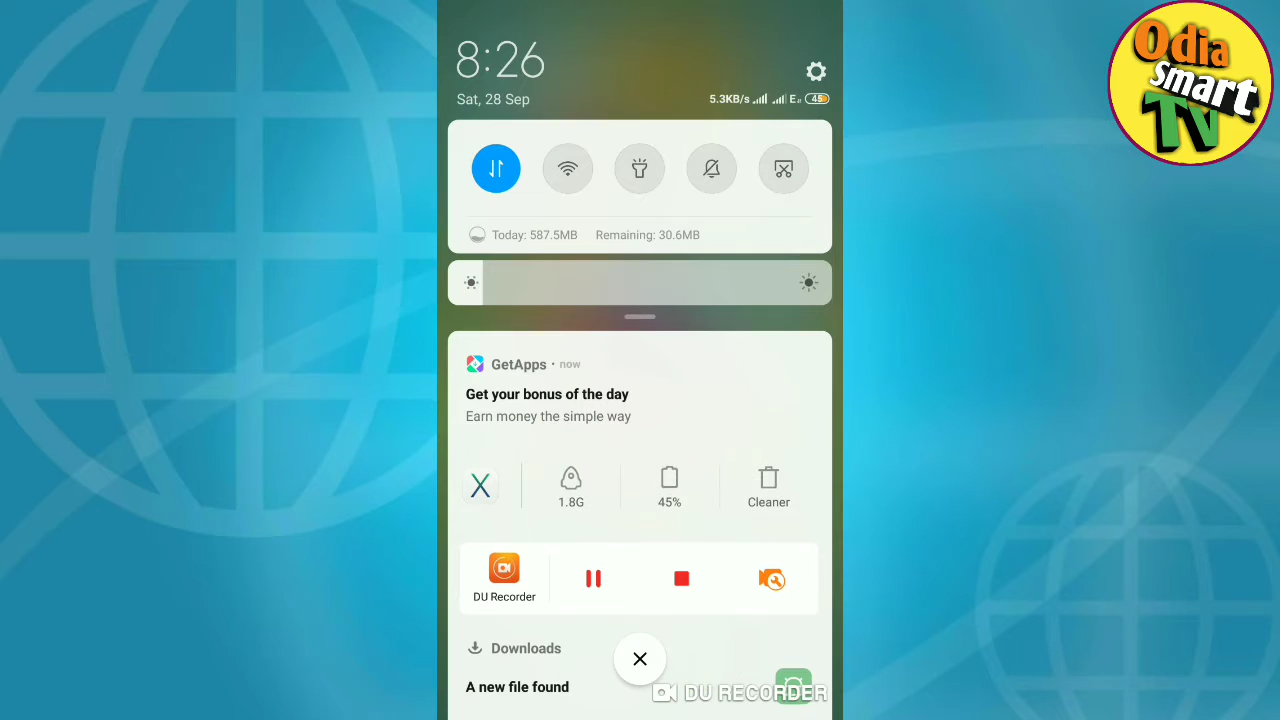 8:26
Sat, 28 Sep
5.3KB/s E 45
Today: 587.5MB Remaining: 30.6MB
GetApps · now
Get your bonus of the day
Earn money the simple way
X
1.8G 45% Cleaner
DU Recorder
Downloads
A new file found
DU RECORDER
Odia
Smart
TV